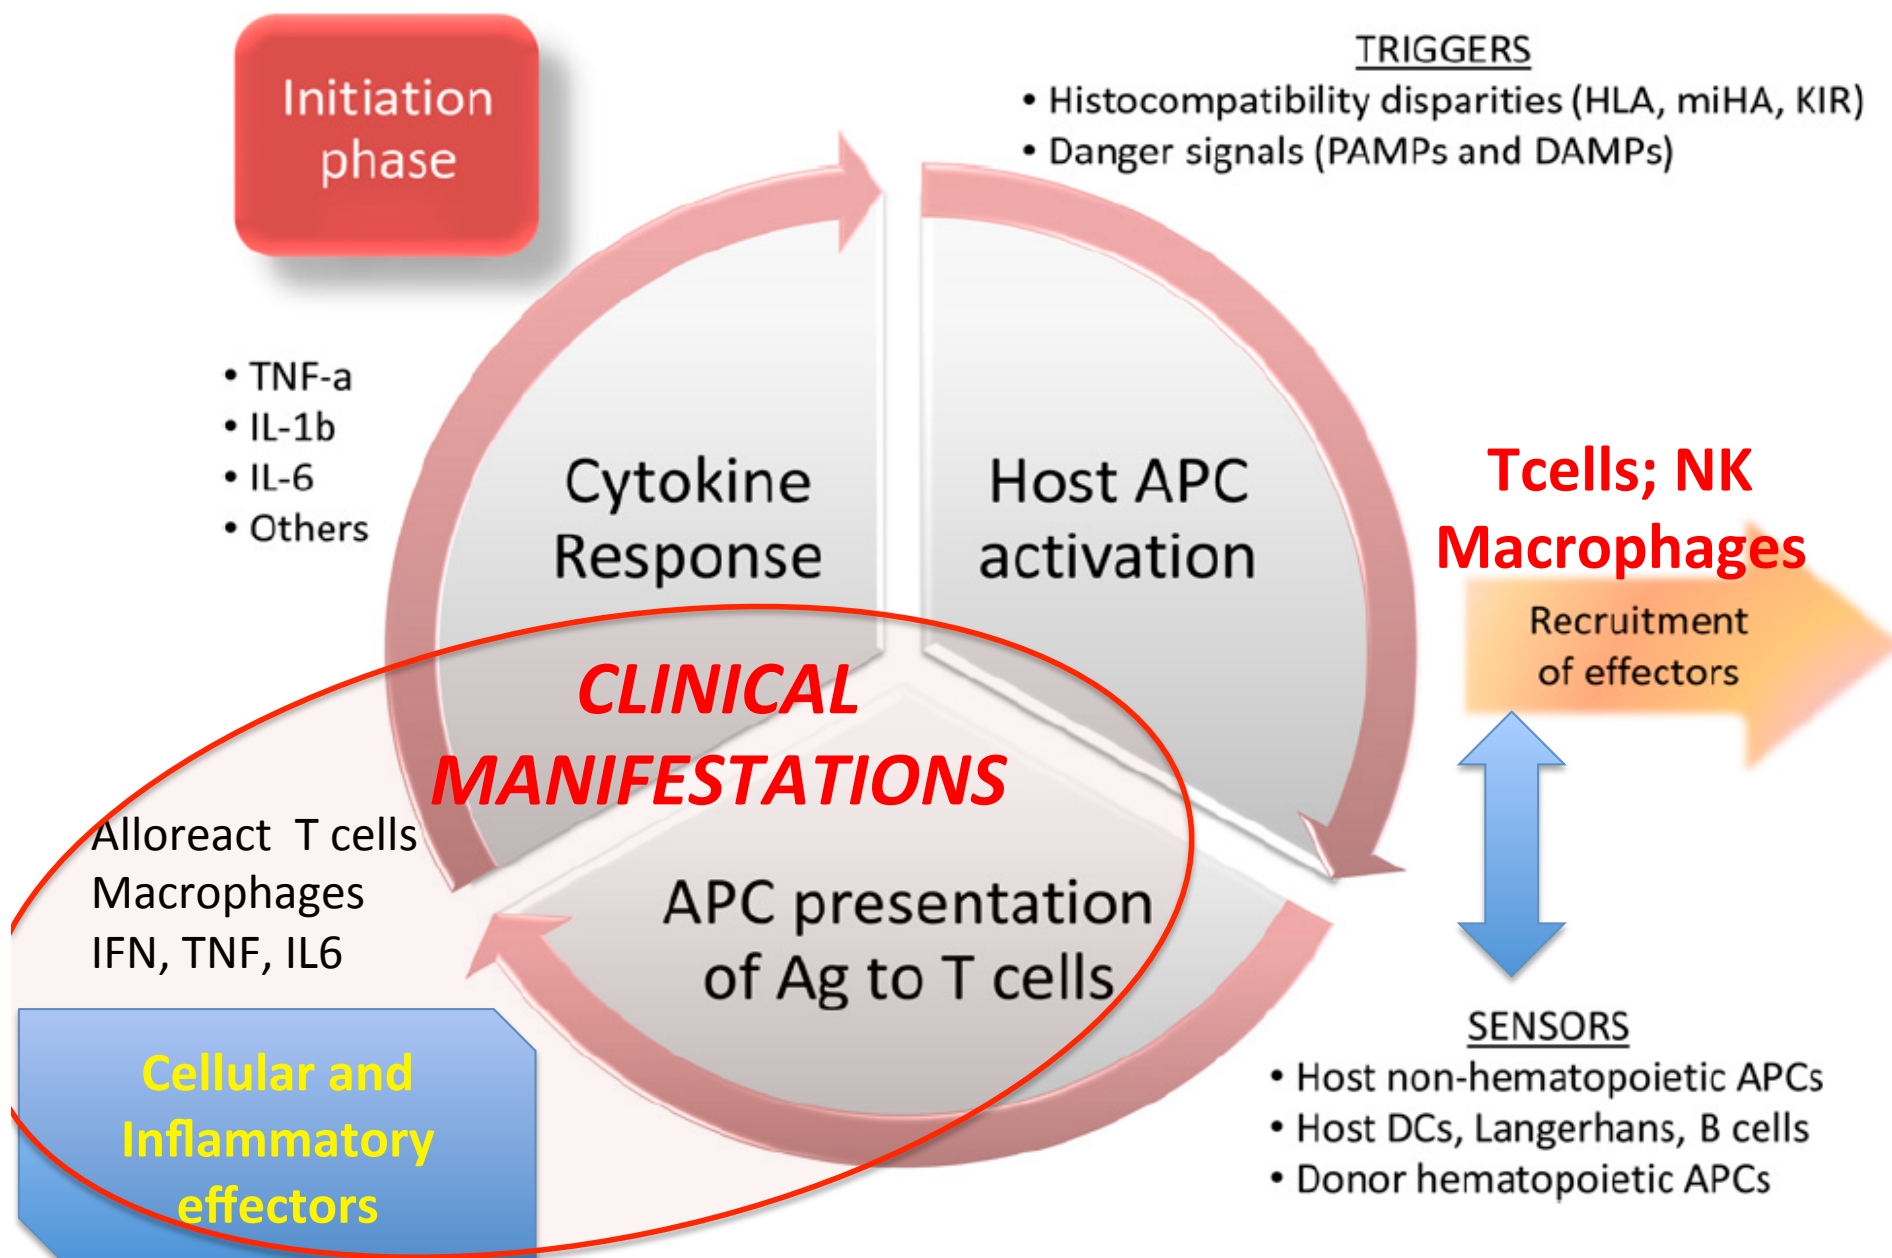 Initiation
phase
TRIGGERS
• Histocompatibility disparities (HLA, miHA, KIR)
• Danger signals (PAMPs and DAMPs)
• TNF-a
• IL-1b
• IL-6
• Others
Cytokine
Response
Host APC
activation
Tcells; NK
Macrophages
Recruitment
of effectors
CLINICAL
MANIFESTATIONS
Alloreact  T cells
Macrophages
IFN, TNF, IL6
APC presentation
of Ag to T cells
Cellular and
Inflammatory
effectors
SENSORS
• Host non-hematopoietic APCs
• Host DCs, Langerhans, B cells
• Donor hematopoietic APCs